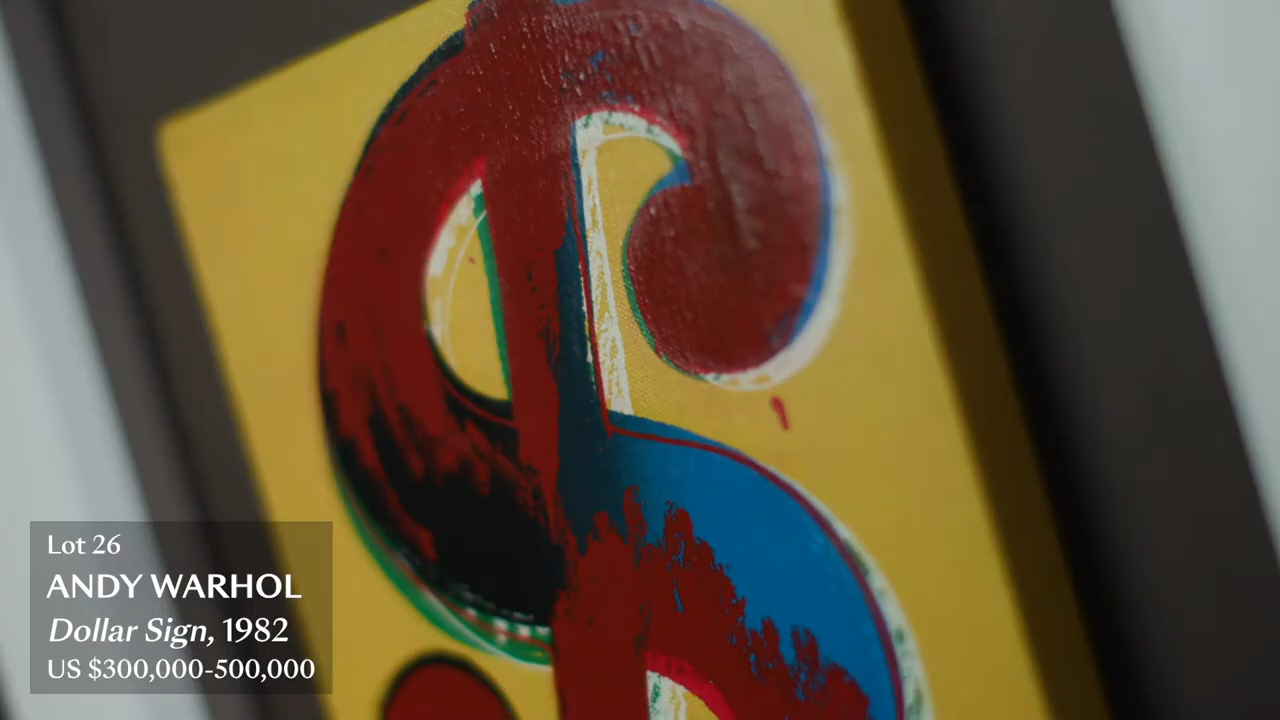 Lot 26
ANDY WARHOL
Dollar Sign, 1982
US $300,000-500,000